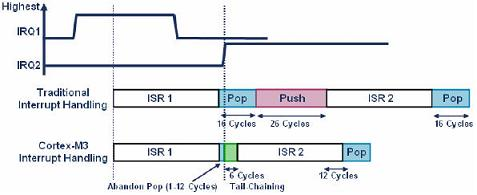 Highest
IRQ1
IRQ2
Traditional
Interrupt Handling
ISR 1
Pop
Push
ISR 2
Pop
16 Cycles
26 Cycles
16 Cycles
Cortex-M3
Interrupt Handling
ISR 1
ISR 2
Pop
6 Cycles
12 Cycles
Abandon Pop (1-12 Cycles)
Tail-Chaining